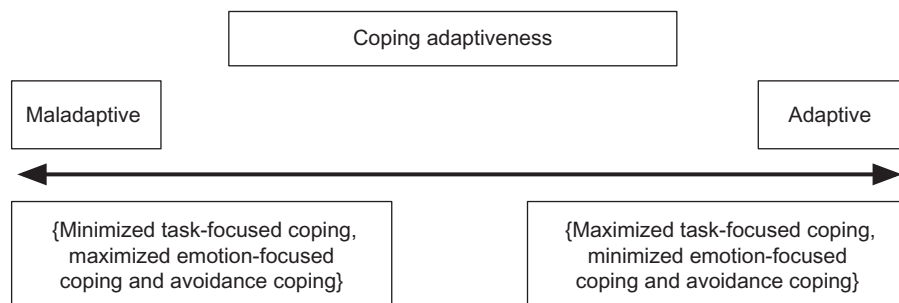 Coping adaptiveness
Maladaptive
Adaptive
{Minimized task-focused coping,
maximized emotion-focused
coping and avoidance coping}
{Maximized task-focused coping,
minimized emotion-focused
coping and avoidance coping}